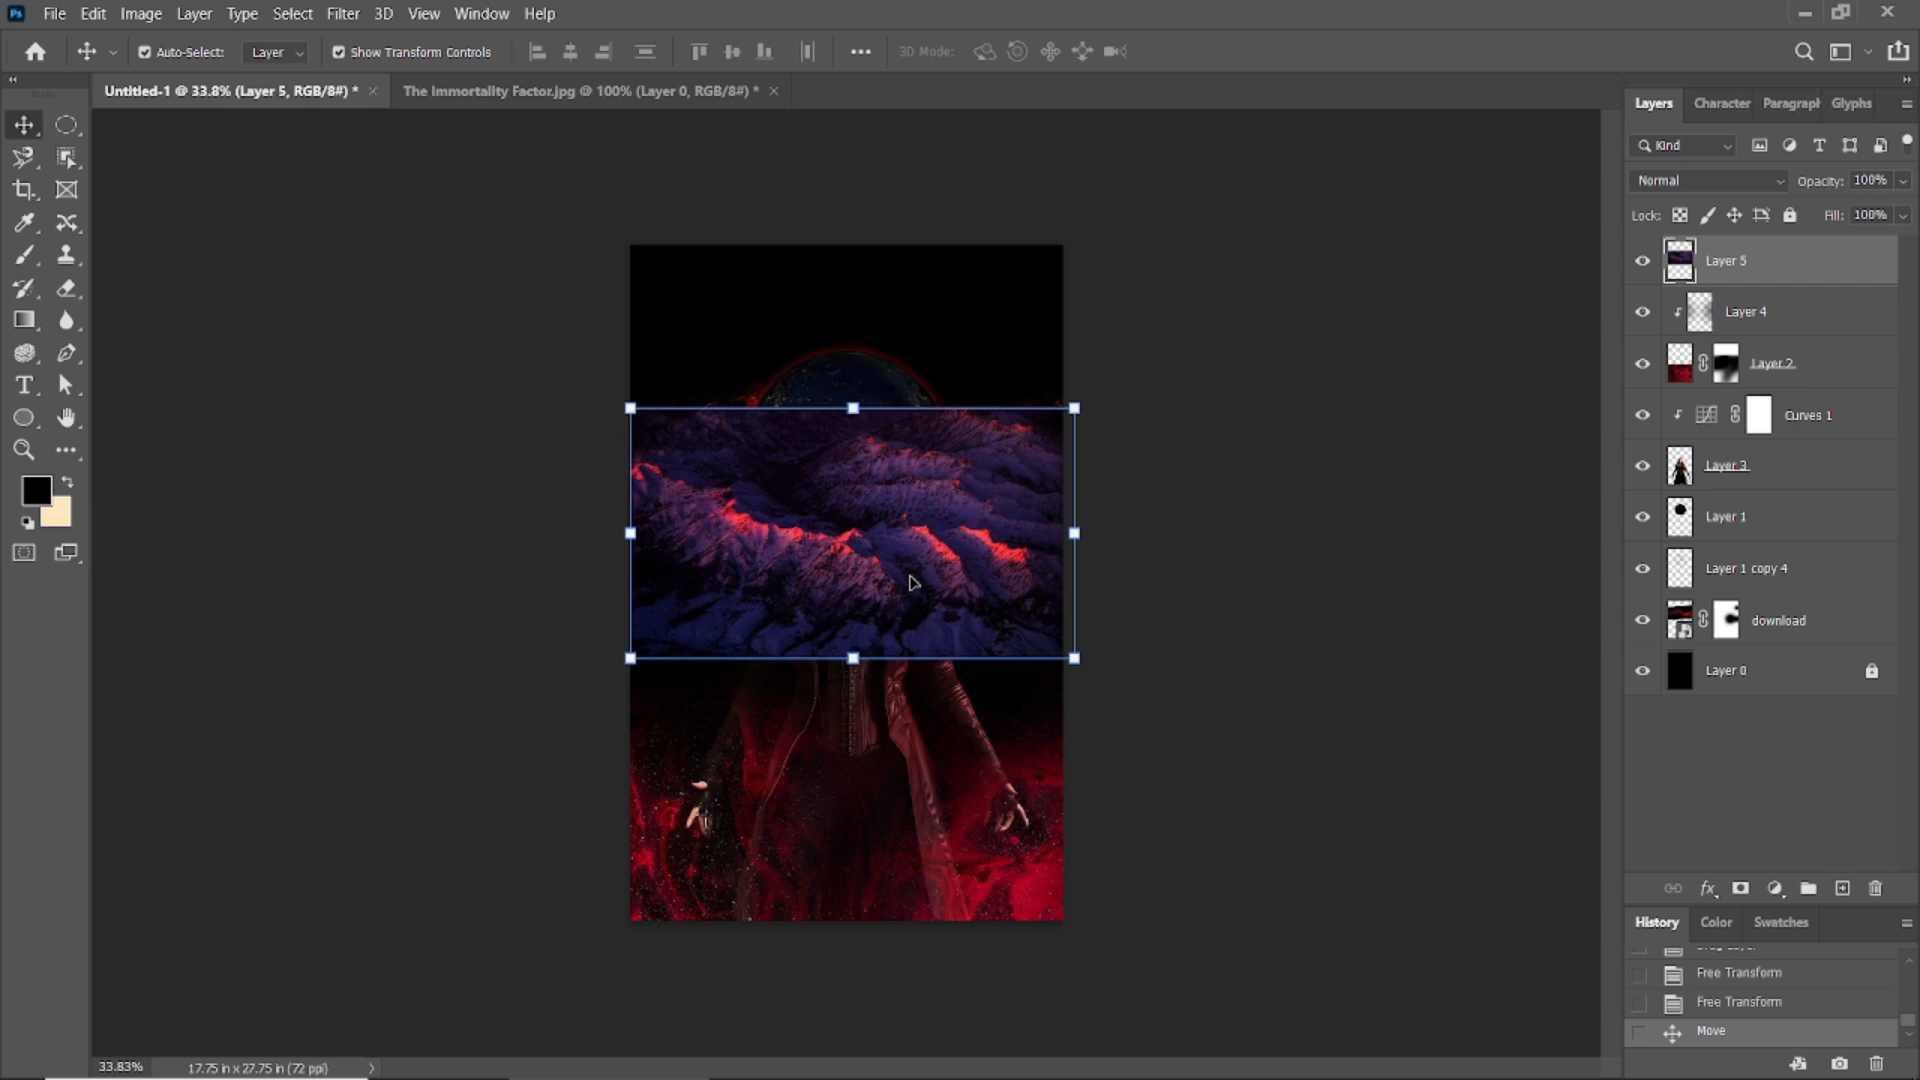 File Edit Image Layer Type Select Filter 3D View Window Help
Auto-Select: Layer Show Transform Controls 3D Mode:
Untitled-1 @ 33.8% (Layer 5, RGB/8#) * × The Immortality Factor.jpg @ 100% (Layer 0, RGB/8#) * ×
Layers Character Paragraph Glyphs
Kind
Normal Opacity: 100%
Lock: Fill: 100%
Layer 5
Layer 4
Layer 2
Curves 1
Layer 3
Layer 1
Layer 1 copy 4
download
Layer 0
History Color Swatches
Free Transform
Free Transform
Move
33.83% 17.75 in x 27.75 in (72 ppi)